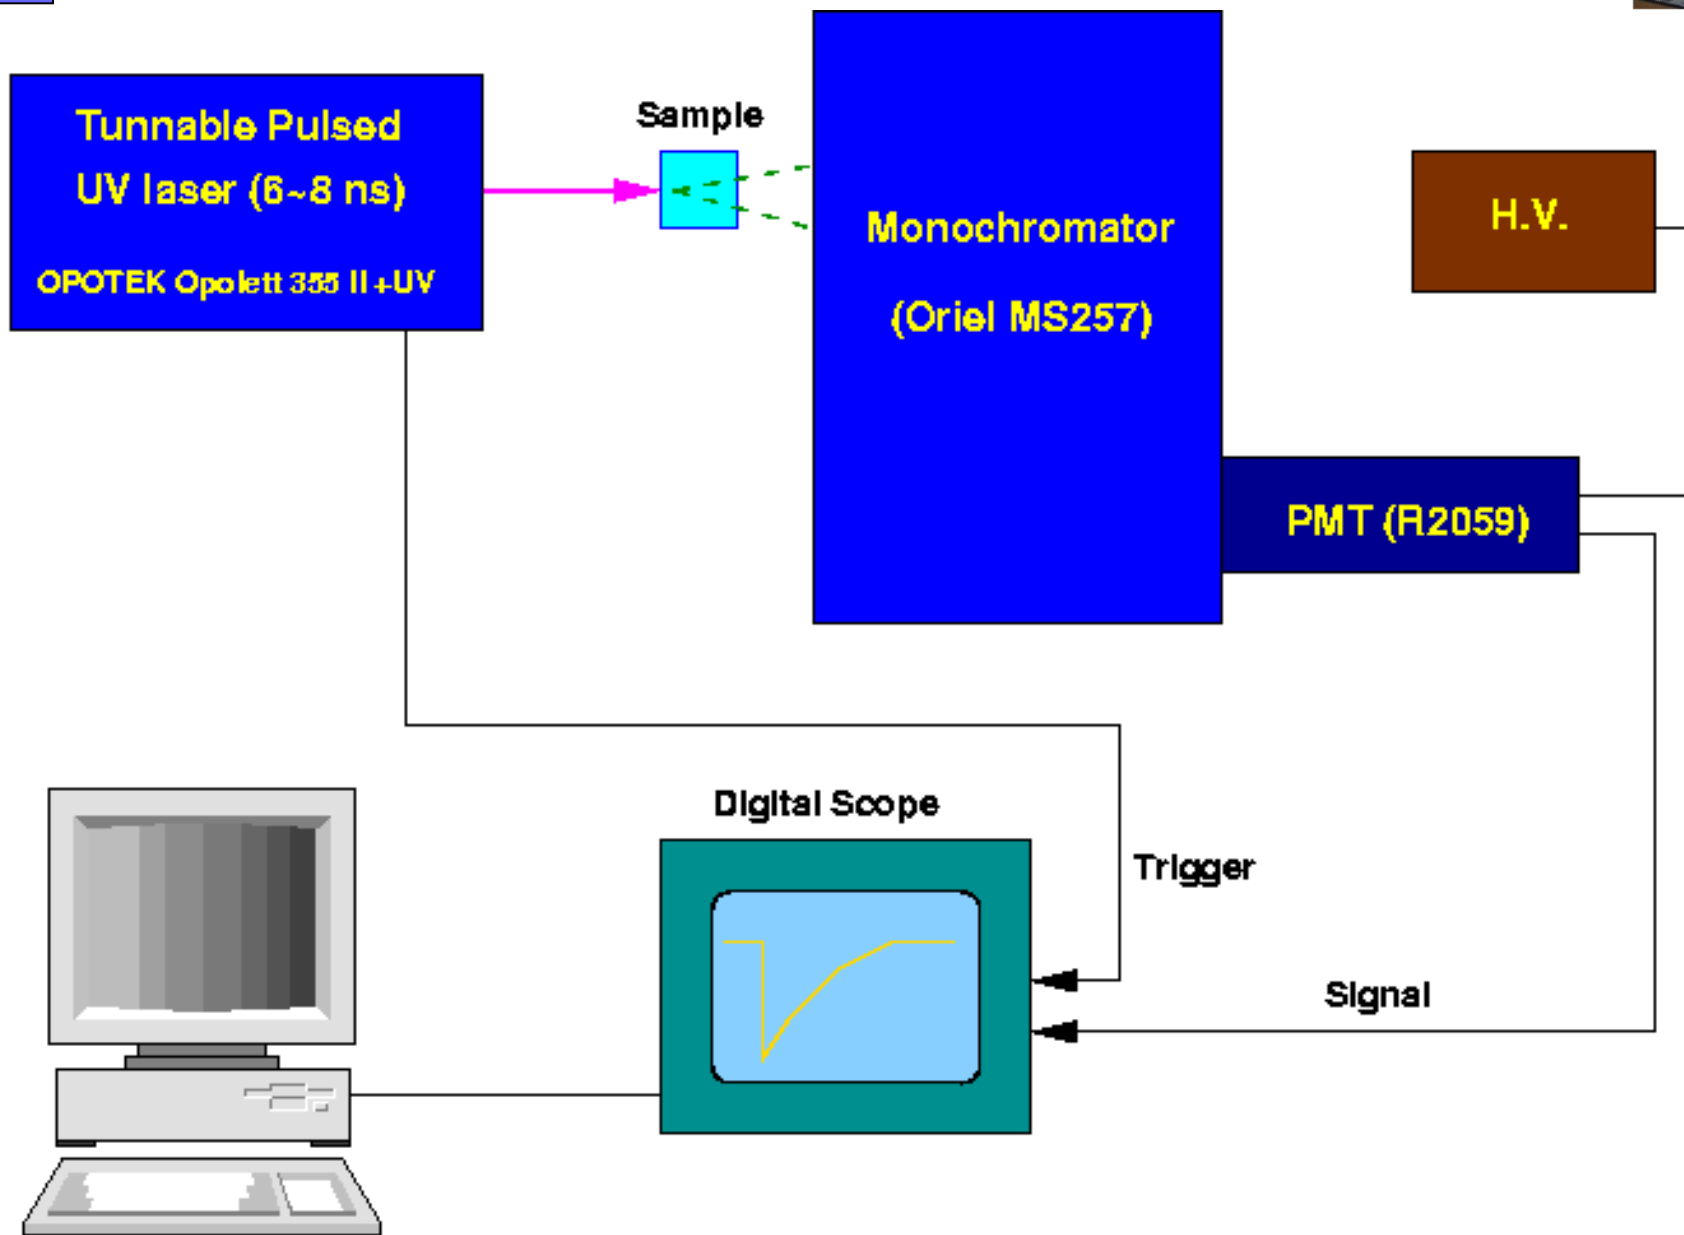 Tunnable Pulsed
UV laser (6~8 ns)
OPOTEK Opolett 355 II+UV
Sample
Monochromator
(Oriel MS257)
H.V.
PMT (R2059)
Digital Scope
Trigger
Signal